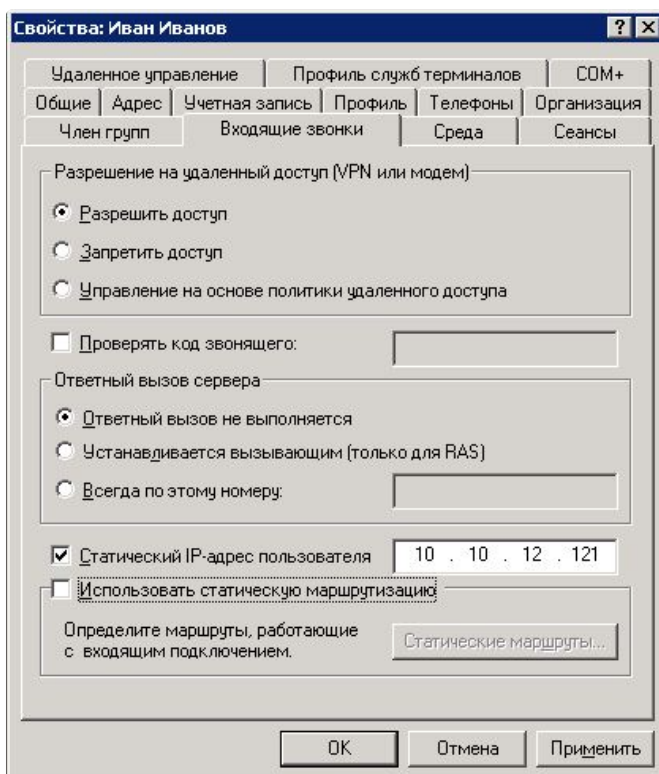 Свойства: Иван Иванов
Удаленное управление Профиль служб терминалов COM+
Общие Адрес Учетная запись Профиль Телефоны Организация
Член групп Входящие звонки Среда Сеансы
Разрешение на удаленный доступ (VPN или модем)
Разрешить доступ
Запретить доступ
Управление на основе политики удаленного доступа
Проверять код звонящего:
Ответный вызов сервера
Ответный вызов не выполняется
Устанавливается вызывающим (только для RAS)
Всегда по этому номеру:
Статический IP-адрес пользователя 10 . 10 . 12 . 121
Использовать статическую маршрутизацию
Определите маршруты, работающие
с входящим подключением.
Статические маршруты...
OK Отмена Применить